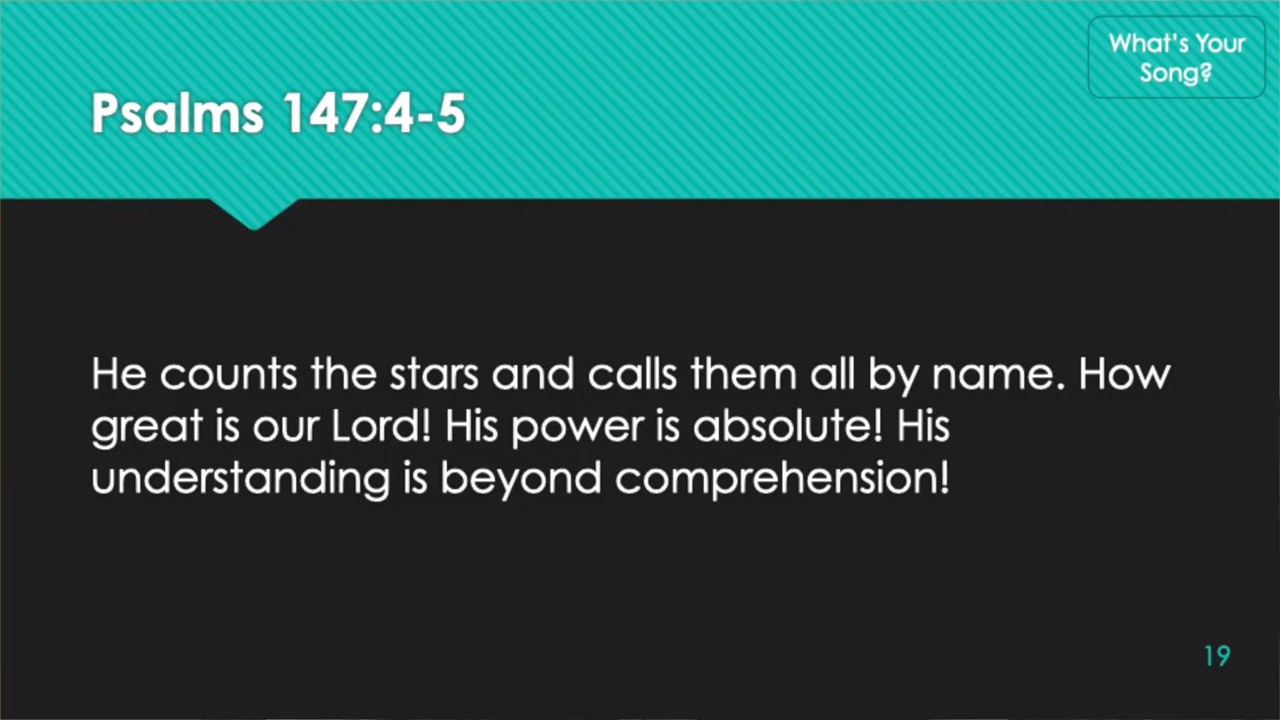 What's Your
Song?
Psalms 147:4-5
He counts the stars and calls them all by name. How
great is our Lord! His power is absolute! His
understanding is beyond comprehension!
19